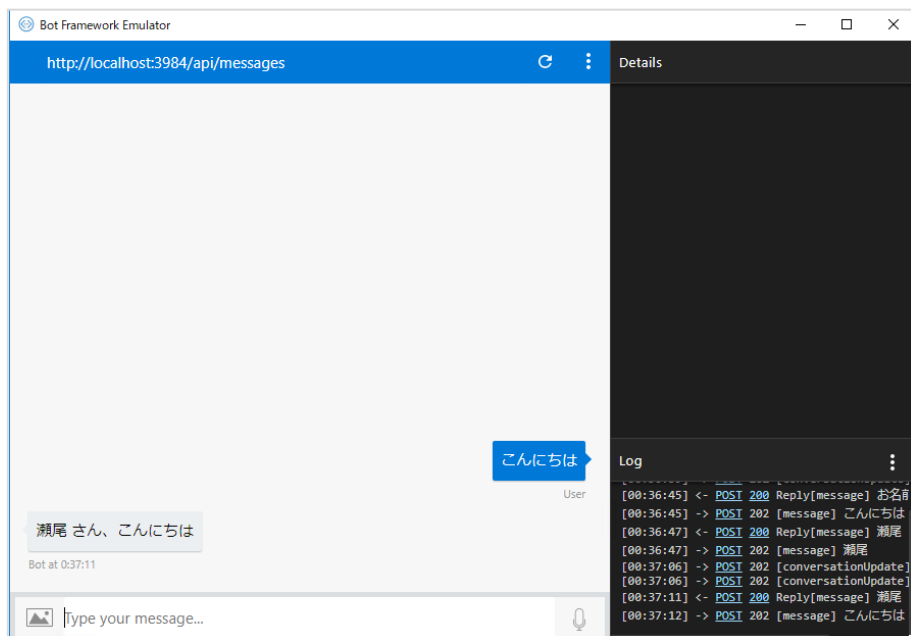 Bot Framework Emulator
http://localhost:3984/api/messages
こんにちは
User
瀬尾 さん、こんにちは
Bot at 0:37:11
Type your message...
Details
Log
[00:36:45] <- POST 200 Reply[message] お名前
[00:36:45] -> POST 202 [message] こんにちは
[00:36:47] <- POST 200 Reply[message] 瀬尾
[00:36:47] -> POST 202 [message] 瀬尾
[00:37:06] -> POST 202 [conversationUpdate]
[00:37:06] -> POST 202 [conversationUpdate]
[00:37:11] <- POST 200 Reply[message] 瀬尾
[00:37:12] -> POST 202 [message] こんにちは